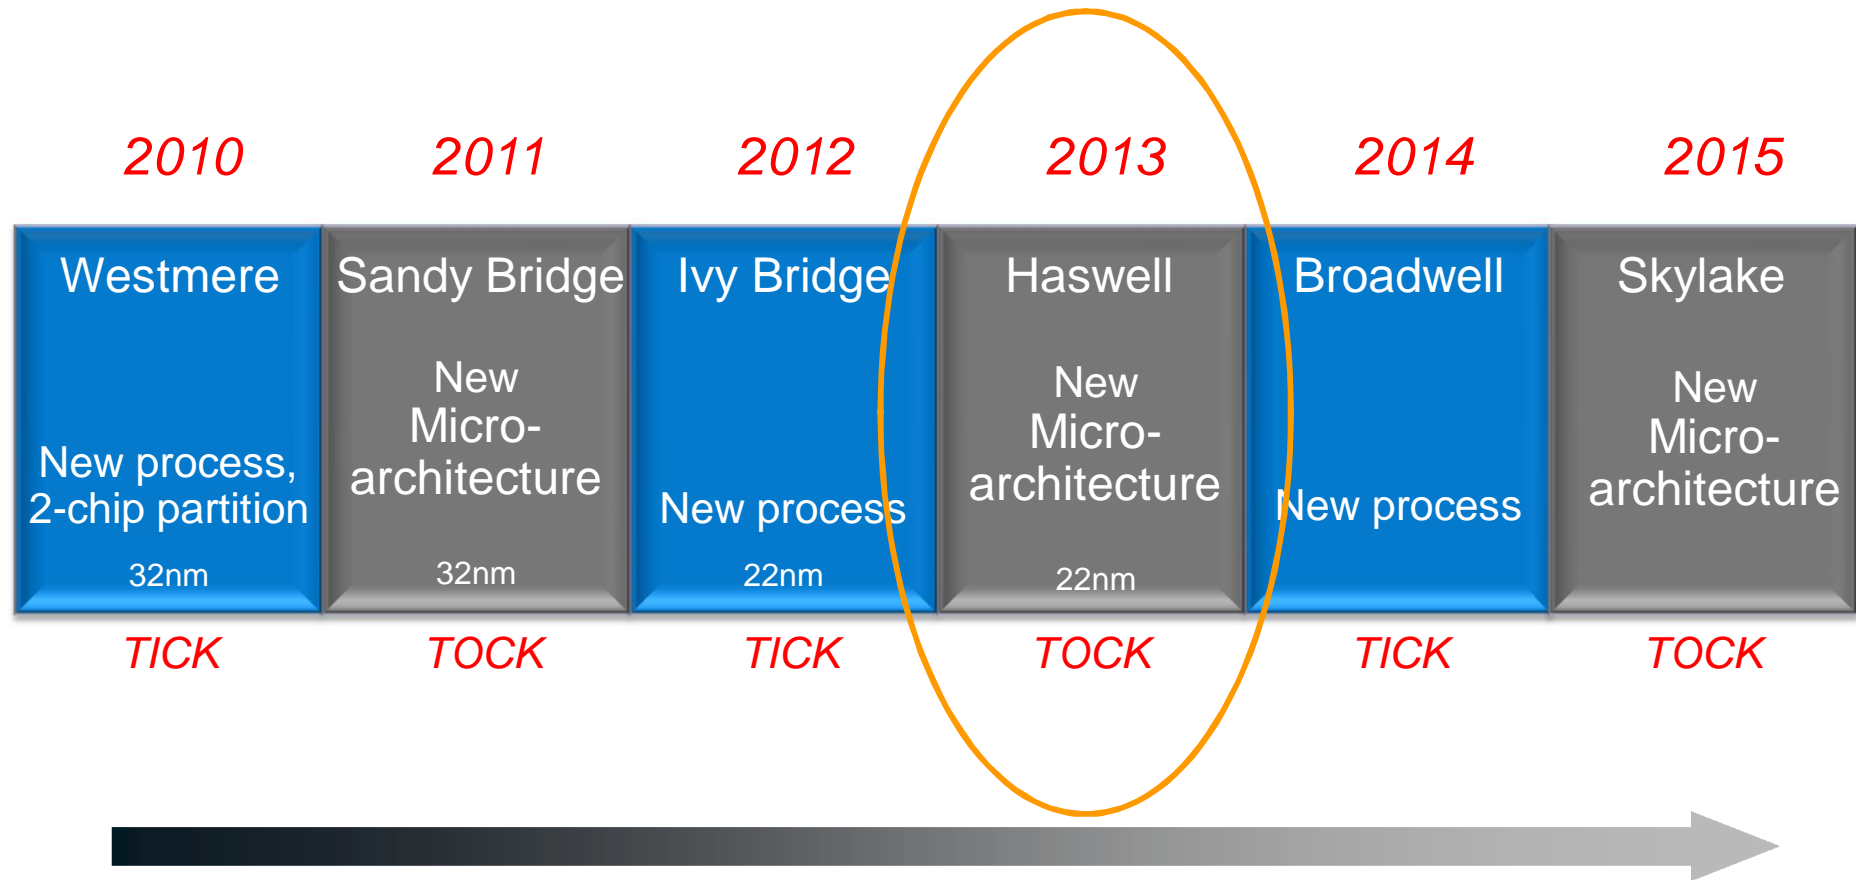 2010
2011
2012
2013
2014
2015
Westmere
New process,
2-chip partition
32nm
Sandy Bridge
New
Micro-
architecture
32nm
Ivy Bridge
New process
22nm
Haswell
New
Micro-
architecture
22nm
Broadwell
New process
Skylake
New
Micro-
architecture
TICK
TOCK
TICK
TOCK
TICK
TOCK